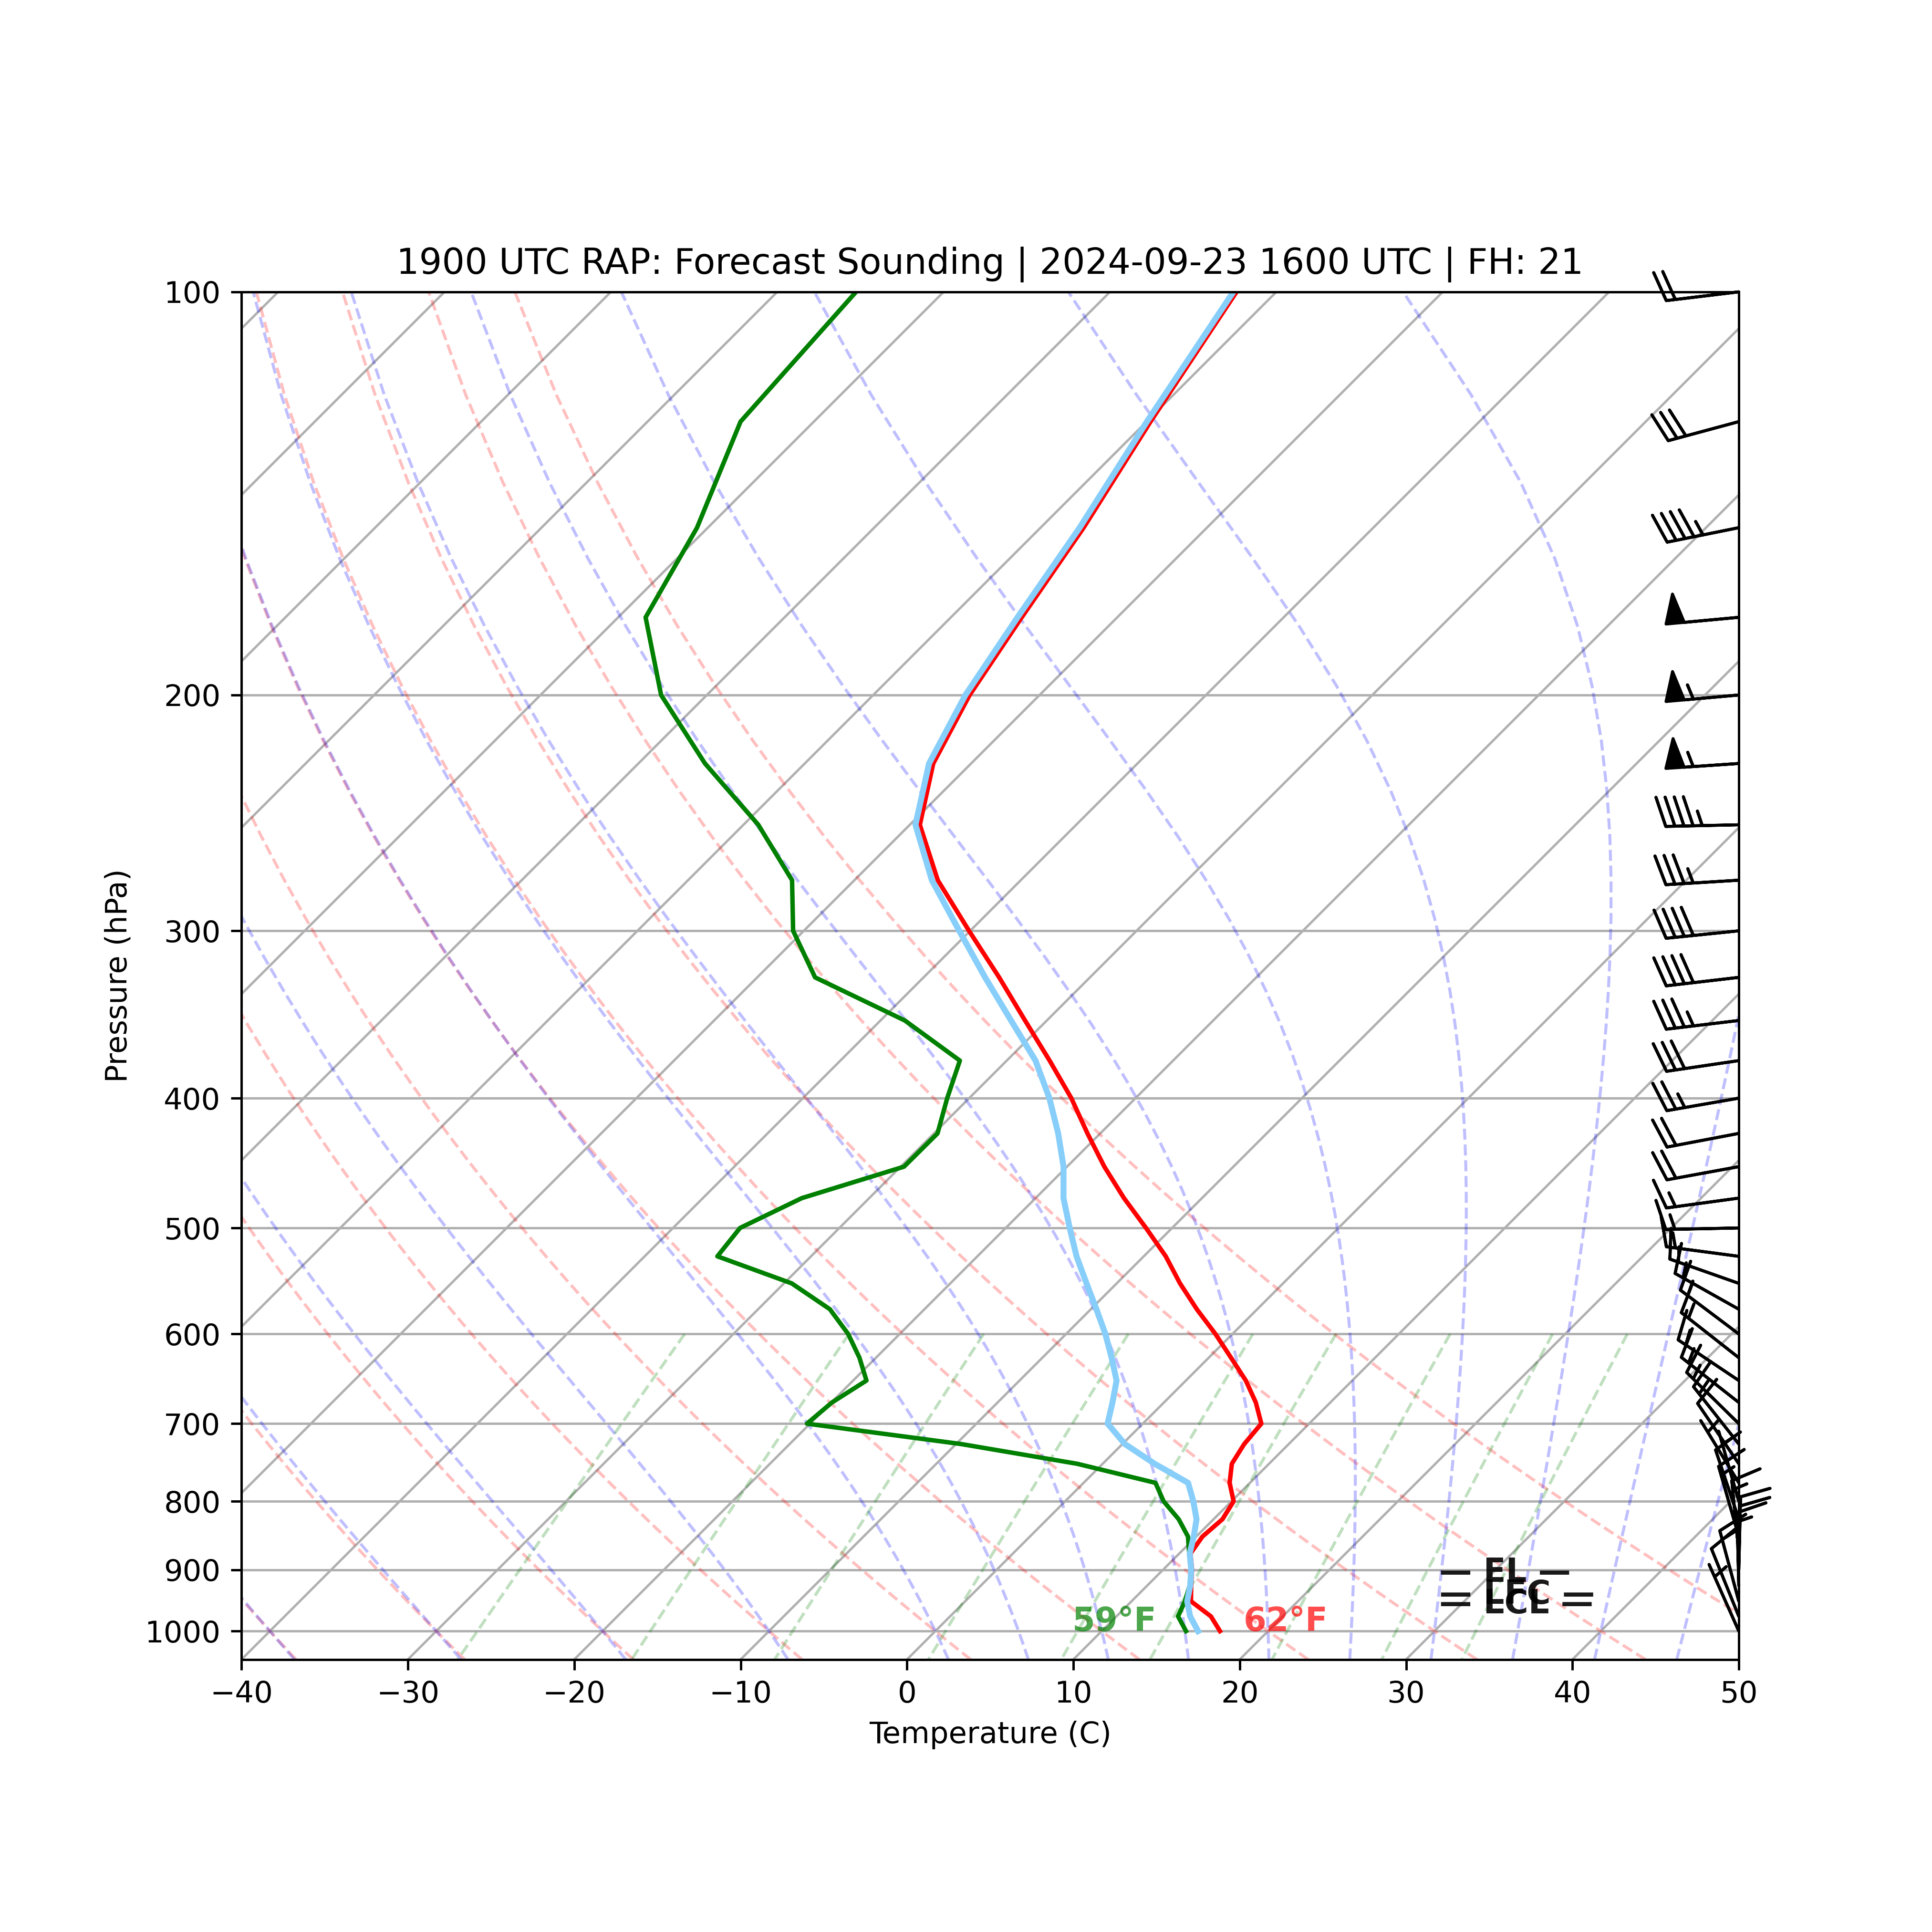 1900 UTC RAP: Forecast Sounding | 2024-09-23 1600 UTC | FH: 21
100
200
300
400
500
600
700
800
900
1000
Pressure (hPa)
— EL —
— LFC —
— LCL —
59°F 62°F
−40 −30 −20 −10 0 10 20 30 40 50
Temperature (C)